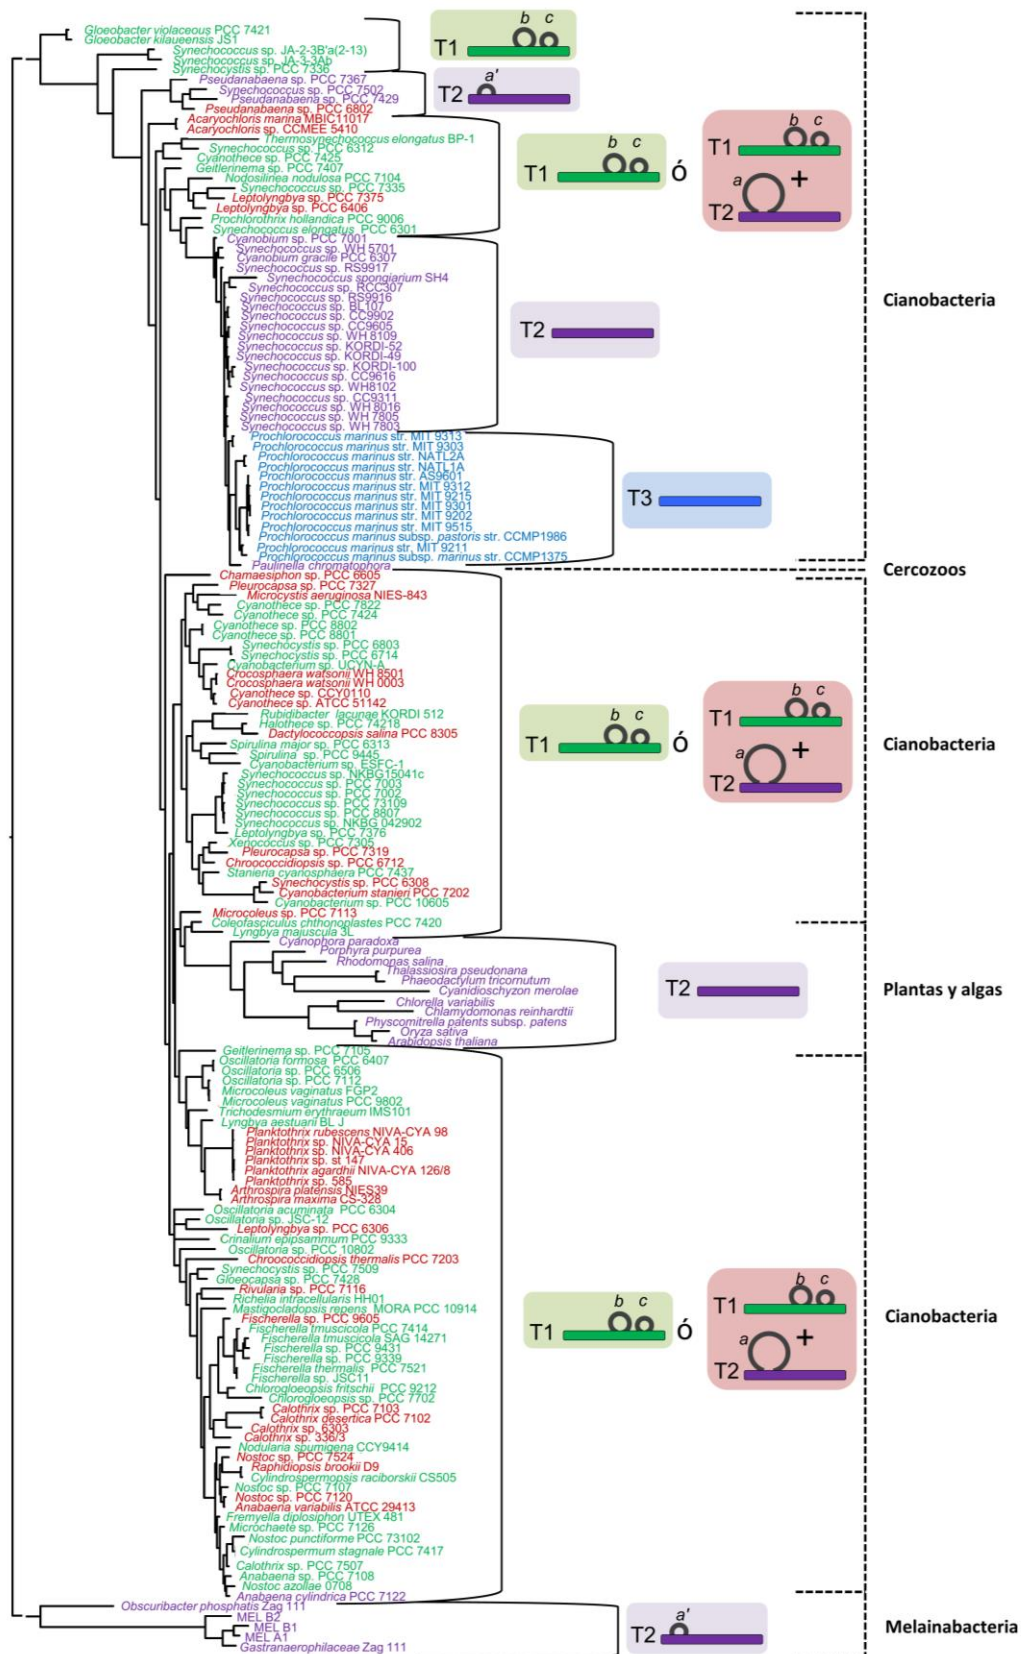 Gloeobacter violaceous PCC 7421
Gloeobacter kilaueensis JS1
Synechococcus sp. JA-2-3B'a(2-13)
Synechococcus sp. JA-3-3Ab
Synechocystis sp. PCC 7336
b c
T1
Pseudanabaena sp. PCC 7367
Synechococcus sp. PCC 7502
Pseudanabaena sp. PCC 7429
Pseudanabaena sp. PCC 6802
a'
T2
Acaryochloris marina MBIC11017
Acaryochloris sp. CCMEE 5410
Thermosynechococcus elongatus BP-1
Synechococcus sp. PCC 6312
Cyanothece sp. PCC 7425
Geitlerinema sp. PCC 7407
Nodosilinea nodulosa PCC 7104
Synechococcus sp. PCC 7335
Leptolyngbya sp. PCC 7375
Leptolyngbya sp. PCC 6406
Prochlorothrix hollandica PCC 9006
Synechococcus elongatus PCC 6301
b c
T1
ó
b c
T1
+
a
T2
Cyanobium sp. PCC 7001
Synechococcus sp. WH 5701
Cyanobium gracile PCC 6307
Synechococcus sp. RS9917
Synechococcus spongiarium SH4
Synechococcus sp. RCC307
Synechococcus sp. RS9916
Synechococcus sp. BL107
Synechococcus sp. CC9902
Synechococcus sp. CC9605
Synechococcus sp. WH 8109
Synechococcus sp. KORDI-52
Synechococcus sp. KORDI-49
Synechococcus sp. KORDI-100
Synechococcus sp. CC9616
Synechococcus sp. WH8102
Synechococcus sp. CC9311
Synechococcus sp. WH 8016
Synechococcus sp. WH 7805
Synechococcus sp. WH 7803
T2
Cianobacteria
Prochlorococcus marinus str. MIT 9313
Prochlorococcus marinus str. MIT 9303
Prochlorococcus marinus str. NATL2A
Prochlorococcus marinus str. NATL1A
Prochlorococcus marinus str. AS9601
Prochlorococcus marinus str. MIT 9312
Prochlorococcus marinus str. MIT 9215
Prochlorococcus marinus str. MIT 9301
Prochlorococcus marinus str. MIT 9202
Prochlorococcus marinus str. MIT 9515
Prochlorococcus marinus subsp. pastoris str. CCMP1986
Prochlorococcus marinus str. MIT 9211
Prochlorococcus marinus subsp. marinus str. CCMP1375
T3
Paulinella chromatophora
Cercozoos
Chamaesiphon sp. PCC 6605
Pleurocapsa sp. PCC 7327
Microcystis aeruginosa NIES-843
Cyanothece sp. PCC 7822
Cyanothece sp. PCC 7424
Cyanothece sp. PCC 8802
Cyanothece sp. PCC 8801
Synechocystis sp. PCC 6803
Synechocystis sp. PCC 6714
Cyanobacterium sp. UCYN-A
Crocosphaera watsonii WH 8501
Crocosphaera watsonii WH 0003
Cyanothece sp. CCY0110
Cyanothece sp. ATCC 51142
Rubidibacter lacunae KORDI 512
Halothece sp. PCC 74218
Dactylococcopsis salina PCC 8305
Spirulina major sp. PCC 6313
Spirulina sp. PCC 9445
Cyanobacterium sp. ESFC-1
Synechococcus sp. NKBG15041c
Synechococcus sp. PCC 7003
Synechococcus sp. PCC 7002
Synechococcus sp. PCC 73109
Synechococcus sp. PCC 8807
Synechococcus sp. NKBG 042902
Leptolyngbya sp. PCC 7376
Xenococcus sp. PCC 7305
Pleurocapsa sp. PCC 7319
Chroococcidiopsis sp. PCC 6712
Stanieria cyanosphaera PCC 7437
Synechocystis sp. PCC 6308
Cyanobacterium stanieri PCC 7202
Cyanobacterium sp. PCC 10605
Microcoleus sp. PCC 7113
Coleofasciculus chthonoplastes PCC 7420
Lyngbya majuscula 3L
b c
T1
ó
b c
T1
+
a
T2
Cianobacteria
Cyanophora paradoxa
Porphyra purpurea
Rhodomonas salina
Thalassiosira pseudonana
Phaeodactylum tricornutum
Cyanidioschyzon merolae
Chlorella variabilis
Chlamydomonas reinhardtii
Physcomitrella patents subsp. patens
Oryza sativa
Arabidopsis thaliana
T2
Plantas y algas
Geitlerinema sp. PCC 7105
Oscillatoria formosa PCC 6407
Oscillatoria sp. PCC 6506
Oscillatoria sp. PCC 7112
Microcoleus vaginatus FGP2
Microcoleus vaginatus PCC 9802
Trichodesmium erythraeum IMS101
Lyngbya aestuarii BL J
Planktothrix rubescens NIVA-CYA 98
Planktothrix sp. NIVA-CYA 15
Planktothrix sp. NIVA-CYA 406
Planktothrix sp. st 147
Planktothrix agardhii NIVA-CYA 126/8
Planktothrix sp. 585
Arthrospira platensis NIES39
Arthrospira maxima CS-328
Oscillatoria acuminata PCC 6304
Oscillatoria sp. JSC-12
Leptolyngbya sp. PCC 6306
Crinalium epipsammum PCC 9333
Oscillatoria sp. PCC 10802
Chroococcidiopsis thermalis PCC 7203
Synechocystis sp. PCC 7509
Gloeocapsa sp. PCC 7428
Rivularia sp. PCC 7116
Richelia intracellularis HH01
Mastigocladopsis repens MORA PCC 10914
Fischerella sp. PCC 9605
Fischerella tmuscicola PCC 7414
Fischerella tmuscicola SAG 14271
Fischerella sp. PCC 9431
Fischerella sp. PCC 9339
Fischerella thermalis PCC 7521
Fischerella sp. JSC11
Chlorogloeopsis fritschii PCC 9212
Chlorogloeopsis sp. PCC 7702
Calothrix sp. PCC 7103
Calothrix desertica PCC 7102
Calothrix sp. 6303
Calothrix sp. 336/3
Nodularia spumigena CCY9414
Nostoc sp. PCC 7524
Raphidiopsis brookii D9
Cylindrospermopsis raciborskii CS505
Nostoc sp. PCC 7107
Nostoc sp. PCC 7120
Anabaena variabilis ATCC 29413
Fremyella diplosiphon UTEX 481
Microchaete sp. PCC 7126
Nostoc punctiforme PCC 73102
Cylindrospermum stagnale PCC 7417
Calothrix sp. PCC 7507
Anabaena sp. PCC 7108
Nostoc azollae 0708
Anabaena cylindrica PCC 7122
b c
T1
ó
b c
T1
+
a
T2
Cianobacteria
Obscuribacter phosphatis Zag 111
MEL B2
MEL B1
MEL A1
Gastranaerophilaceae Zag 111
a'
T2
Melainabacteria